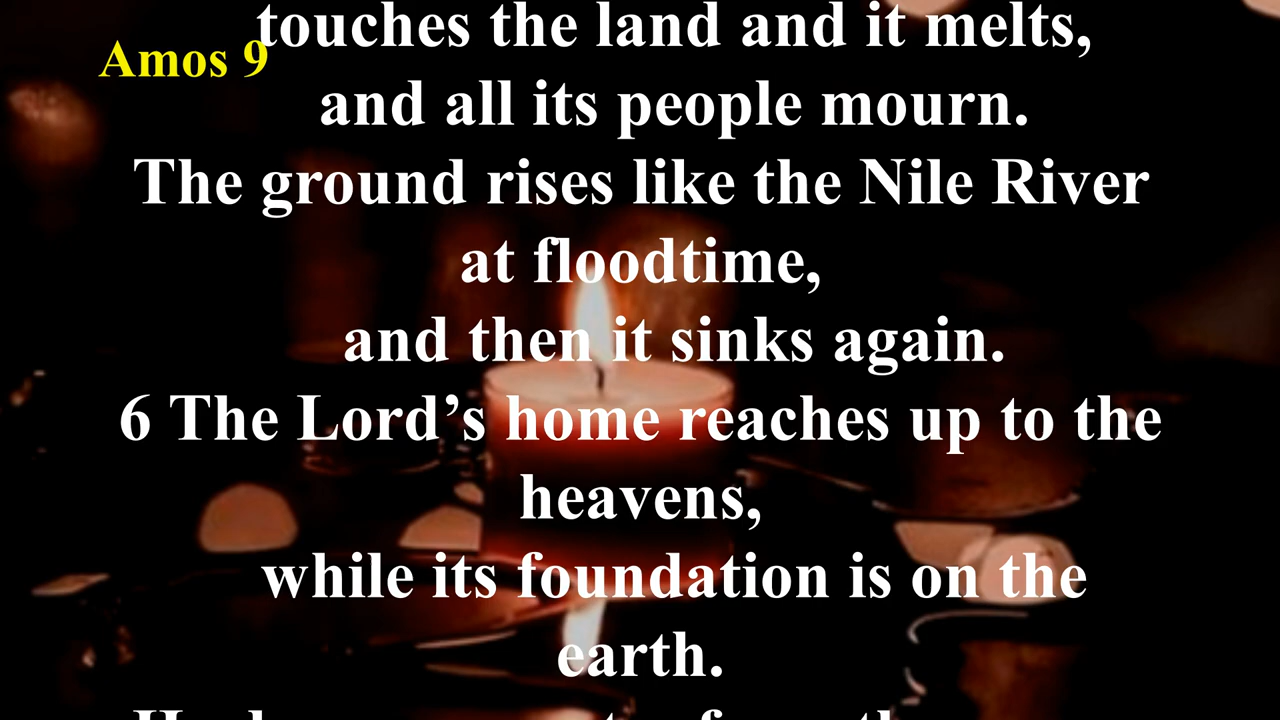 touches the land and it melts,
Amos 9
and all its people mourn.
The ground rises like the Nile River
at floodtime,
and then it sinks again.
6 The Lord’s home reaches up to the
heavens,
while its foundation is on the
earth.